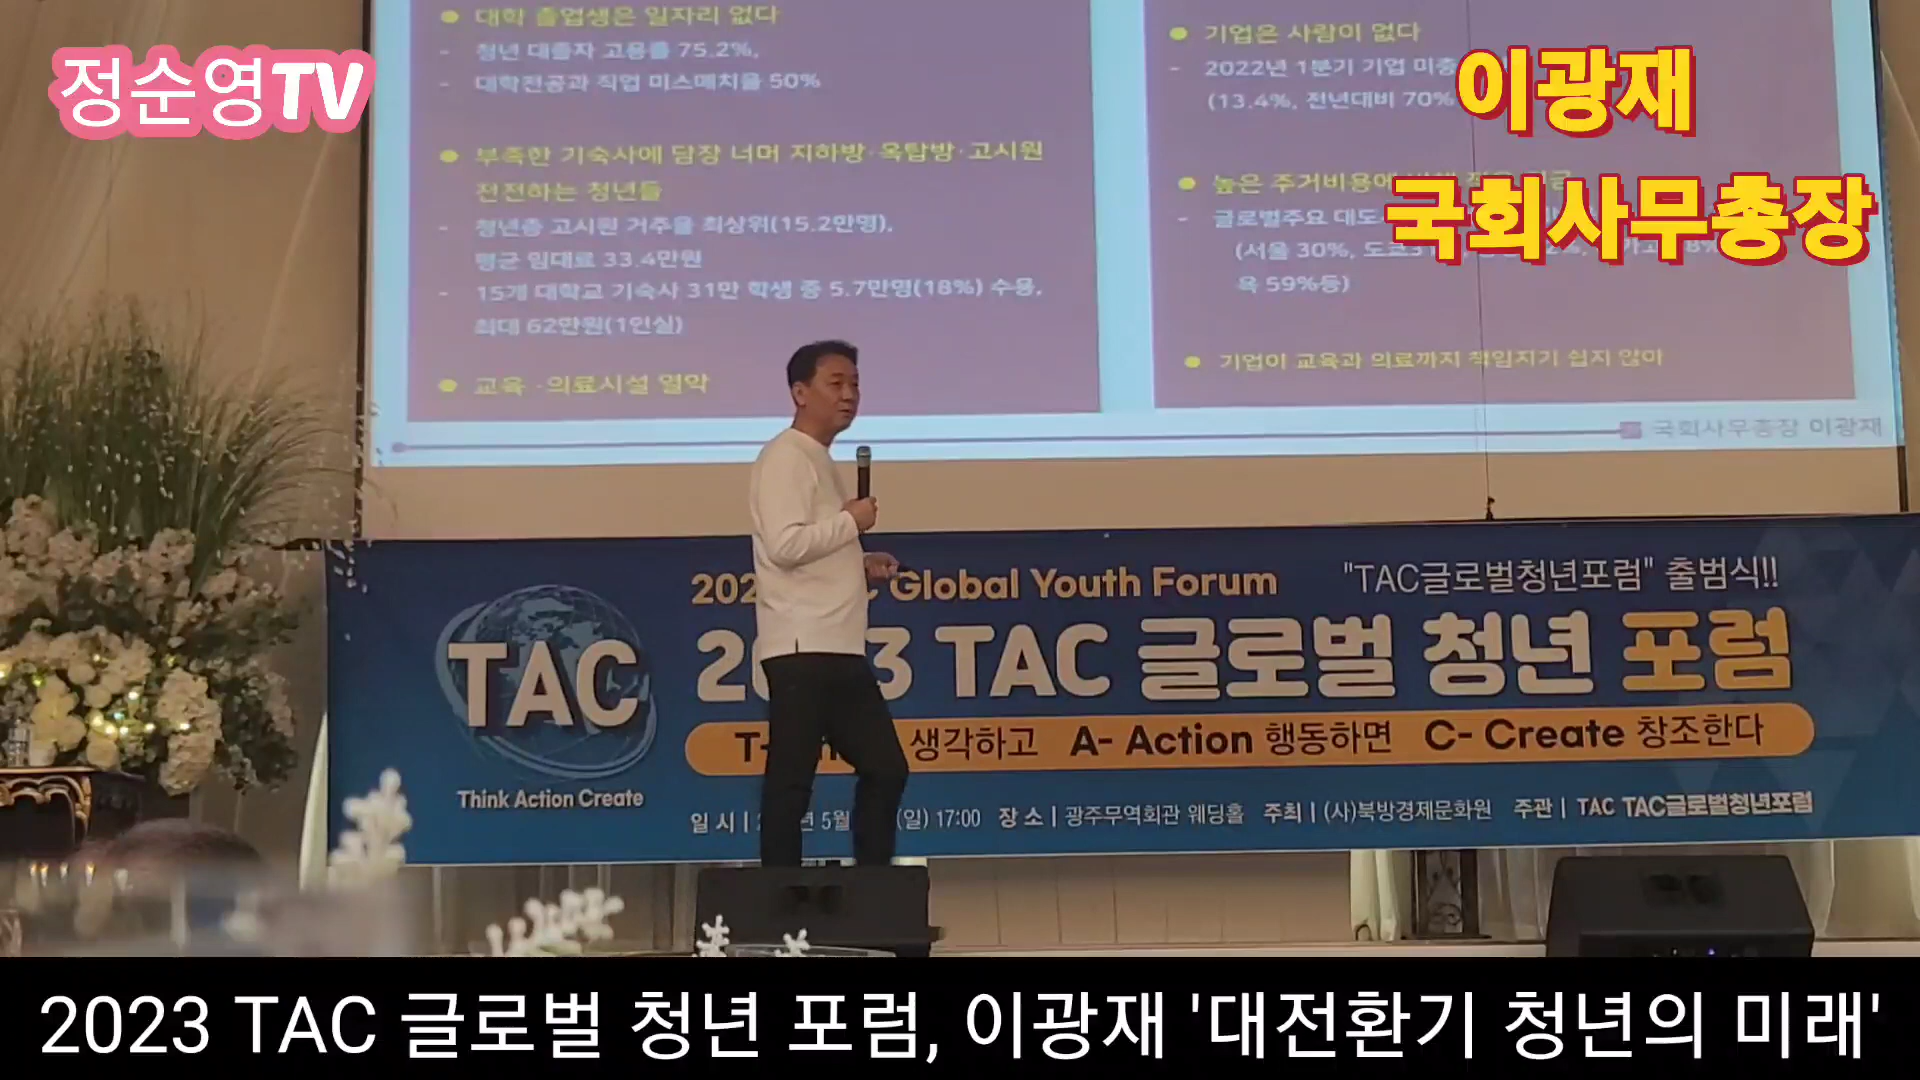 정순영TV
이광재
국회사무총장
● 대학 졸업생은 일자리 없다
- 청년 대졸자 고용률 75.2%,
- 대학전공과 직업 미스매치율 50%
● 부족한 기숙사에 담장 너머 지하방·옥탑방·고시원
전전하는 청년들
- 청년층 고시원 거주율 최상위(15.2만명),
평균 임대료 33.4만원
- 15개 대학교 기숙사 31만 학생 중 5.7만명(18%) 수용,
최대 62만원(1인실)
● 교육·의료시설 열악
● 기업은 사람이 없다
- 2022년 1분기 기업
(13.4%, 전년대비 70%
● 높은 주거비용에
- 글로벌주요
(서울 30%,
욕 59%등)
● 기업이 교육과 의료까지 책임지기 쉽지 않아
국회사무총장 이광재
TAC
Think Action Create
Global Youth Forum
"TAC글로벌청년포럼" 출범식!!
2023 TAC 글로벌 청년 포럼
생각하고 A- Action 행동하면 C- Create 창조한다
일 시 | 5월 (일) 17:00 장 소 | 광주무역회관 웨딩홀 주최 | (사)북방경제문화원 주관 | TAC TAC글로벌청년포럼
2023 TAC 글로벌 청년 포럼, 이광재 '대전환기 청년의 미래'